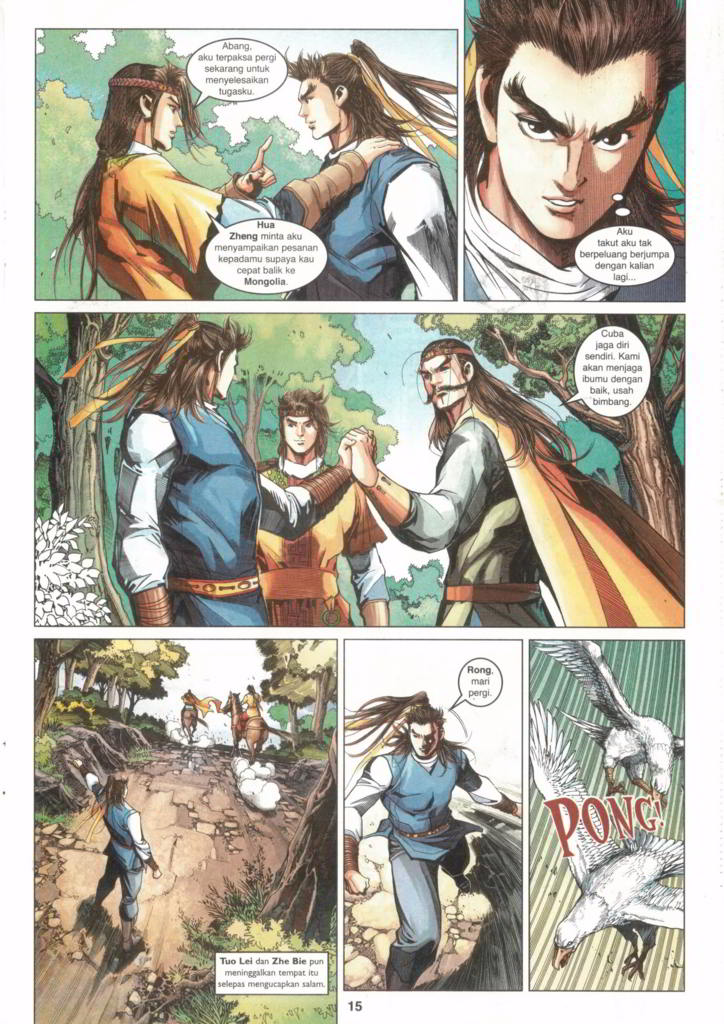 Abang,
aku terpaksa pergi
sekarang untuk
menyelesaikan
tugasku.
Hua
Zheng minta aku
menyampaikan pesanan
kepadamu supaya kau
cepat balik ke
Mongolia.
Aku
takut aku tak
berpeluang berjumpa
dengan kalian
lagi...
Cuba
jaga diri
sendiri. Kami
akan menjaga
ibumu dengan
baik, usah
bimbang.
Tuo Lei dan Zhe Bie pun
meninggalkan tempat itu
selepas mengucapkan salam.
Rong,
mari
pergi.
PONG!
15